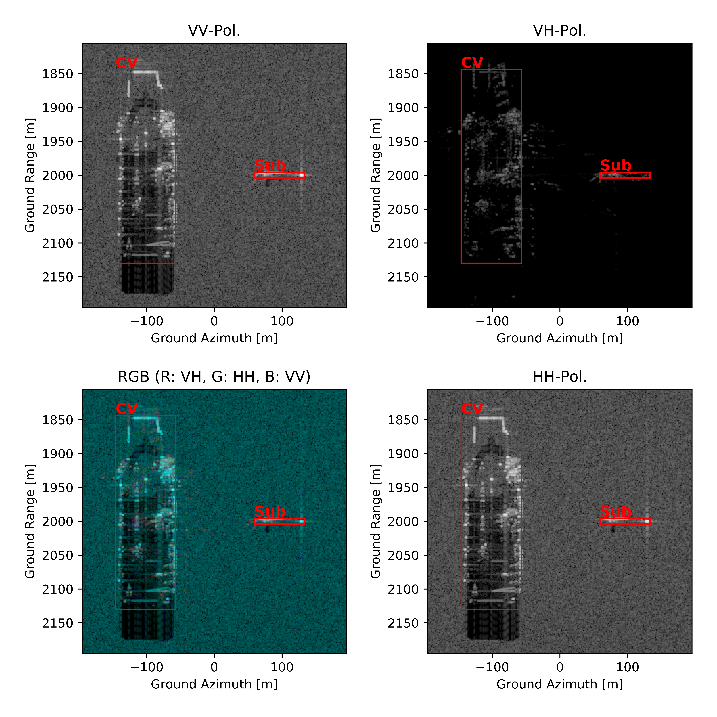 VV-Pol.
CV
Sub
1850
1900
1950
2000
2050
2100
2150
Ground Range [m]
−100
0
100
Ground Azimuth [m]
VH-Pol.
CV
Sub
1850
1900
1950
2000
2050
2100
2150
Ground Range [m]
−100
0
100
Ground Azimuth [m]
RGB (R: VH, G: HH, B: VV)
CV
Sub
1850
1900
1950
2000
2050
2100
2150
Ground Range [m]
−100
0
100
Ground Azimuth [m]
HH-Pol.
CV
Sub
1850
1900
1950
2000
2050
2100
2150
Ground Range [m]
−100
0
100
Ground Azimuth [m]